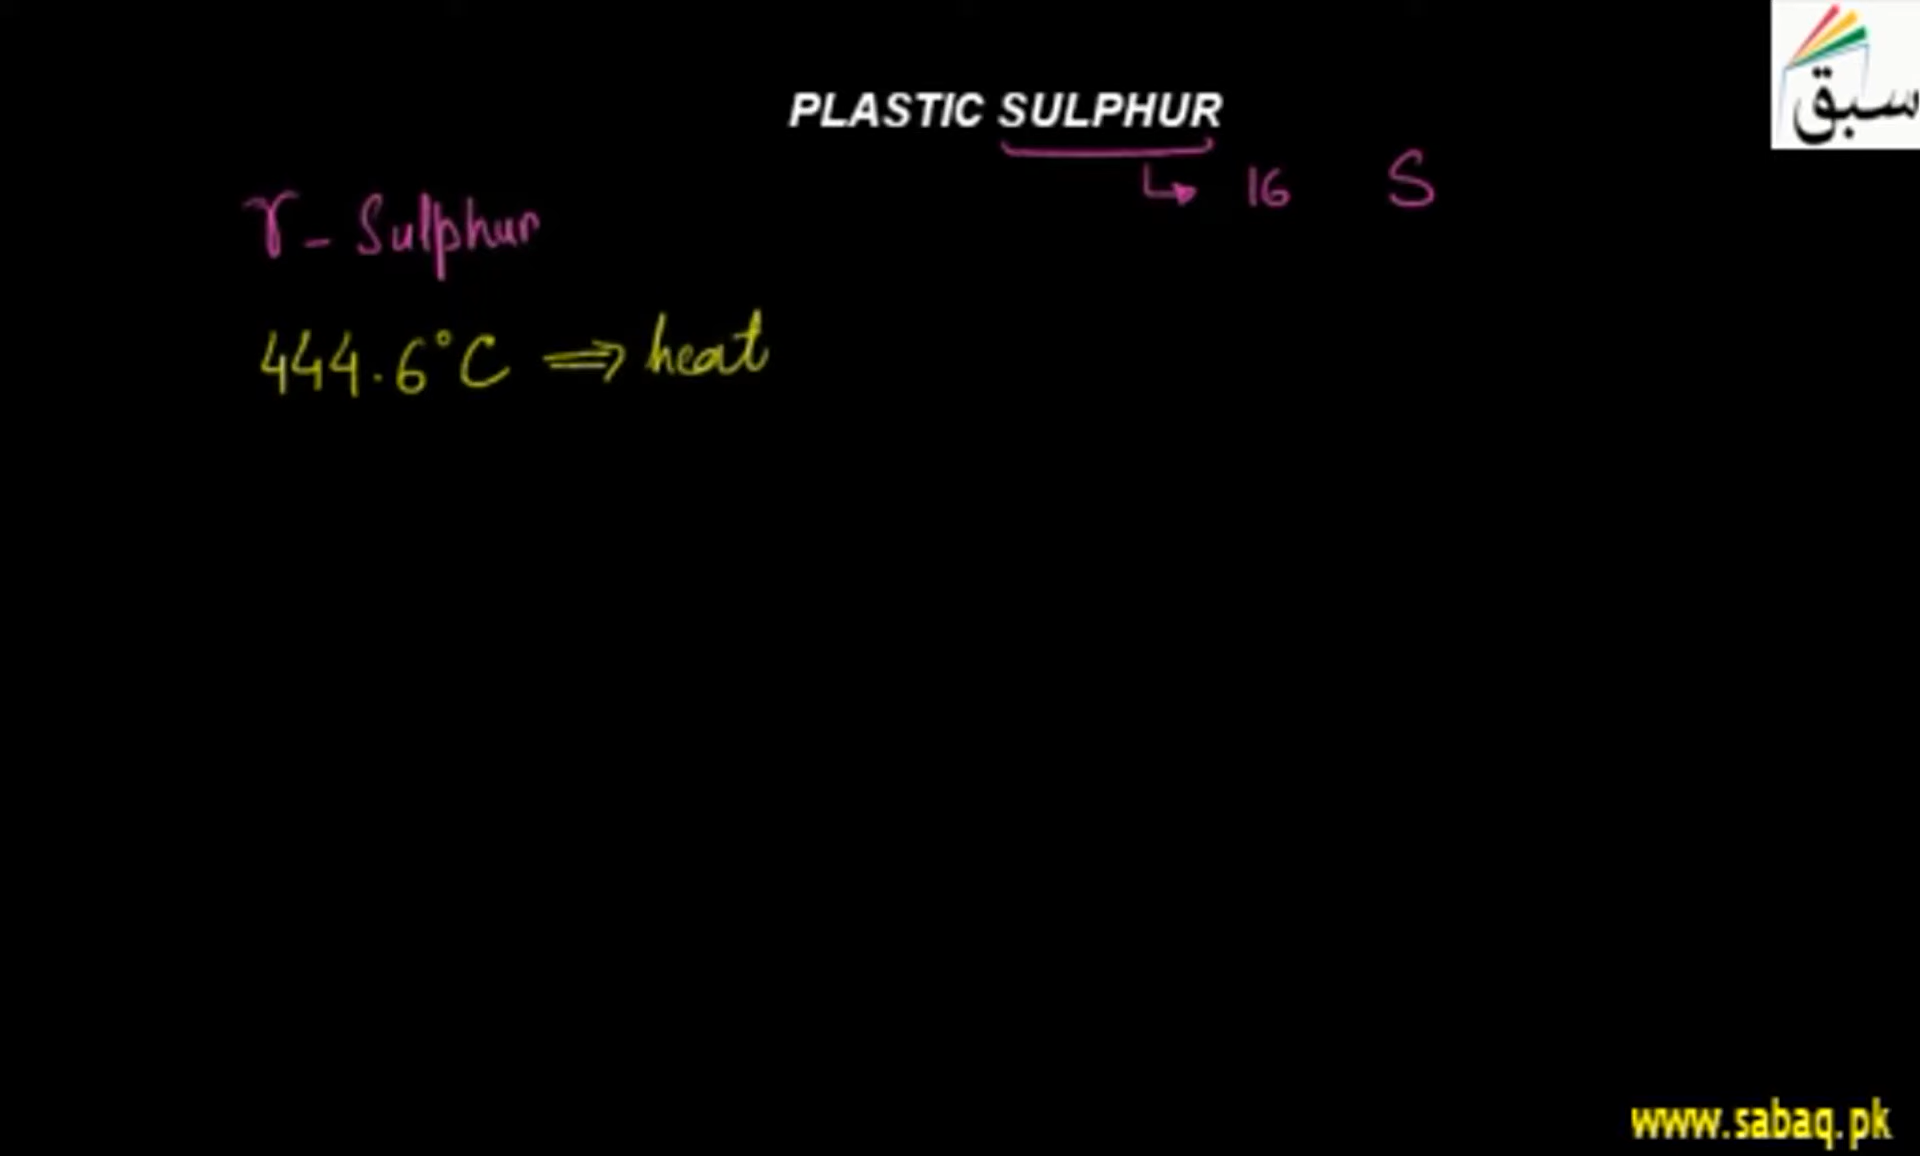 PLASTIC SULPHUR
سبق
↳ 16 S
γ - Sulphur
444.6°C ⇒ heat
www.sabaq.pk